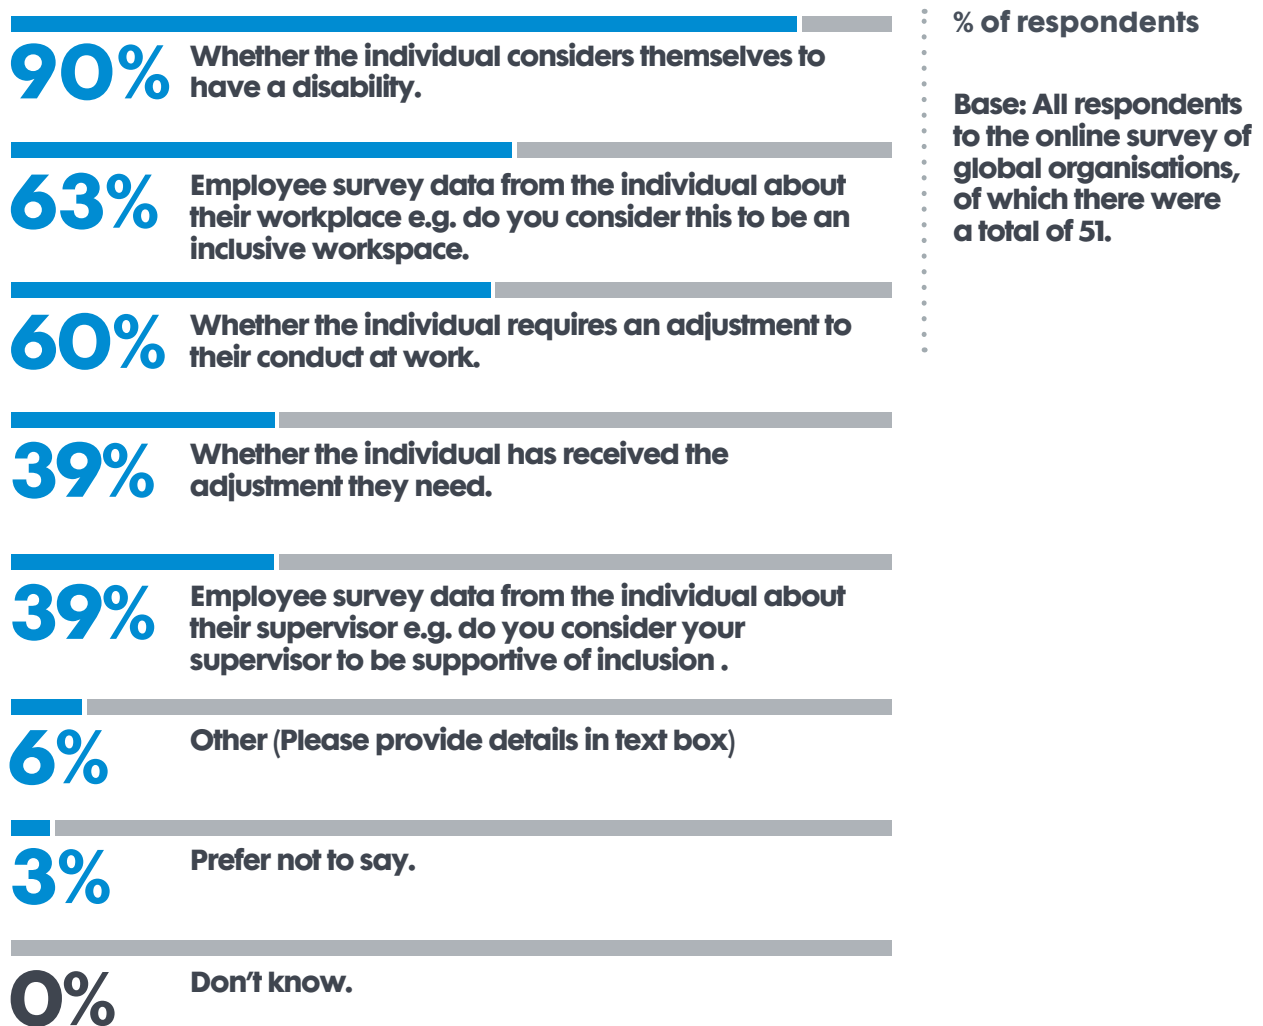 90%
Whether the individual considers themselves to
have a disability.
63%
Employee survey data from the individual about
their workplace e.g. do you consider this to be an
inclusive workspace.
60%
Whether the individual requires an adjustment to
their conduct at work.
39%
Whether the individual has received the
adjustment they need.
39%
Employee survey data from the individual about
their supervisor e.g. do you consider your
supervisor to be supportive of inclusion .
6%
Other (Please provide details in text box)
3%
Prefer not to say.
0%
Don't know.
% of respondents
Base: All respondents
to the online survey of
global organisations,
of which there were
a total of 51.